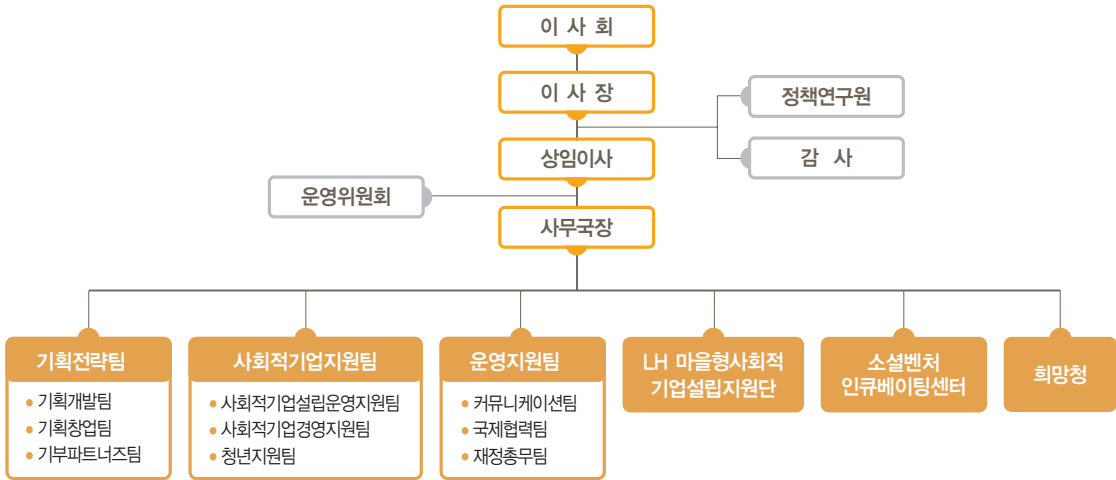 이 사 회
이 사 장
정책연구원
감 사
상임이사
운영위원회
사무국장
기획전략팀
• 기획개발팀
• 기획창업팀
• 기부파트너즈팀
사회적기업지원팀
• 사회적기업설립운영지원팀
• 사회적기업경영지원팀
• 청년지원팀
운영지원팀
• 커뮤니케이션팀
• 국제협력팀
• 재정총무팀
LH 마을형사회적
기업설립지원단
소셜벤처
인큐베이팅센터
희망청